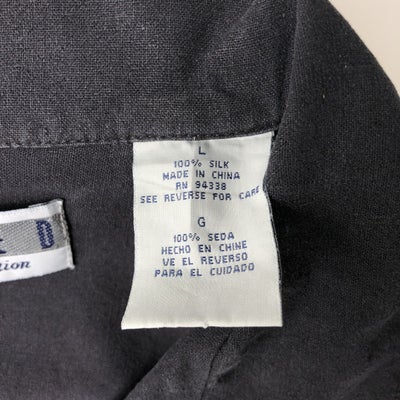 L
100% SILK
MADE IN CHINA
RN 94338
SEE REVERSE FOR CARE
G
100% SEDA
HECHO EN CHINE
VE EL REVERSO
PARA EL CUIDADO